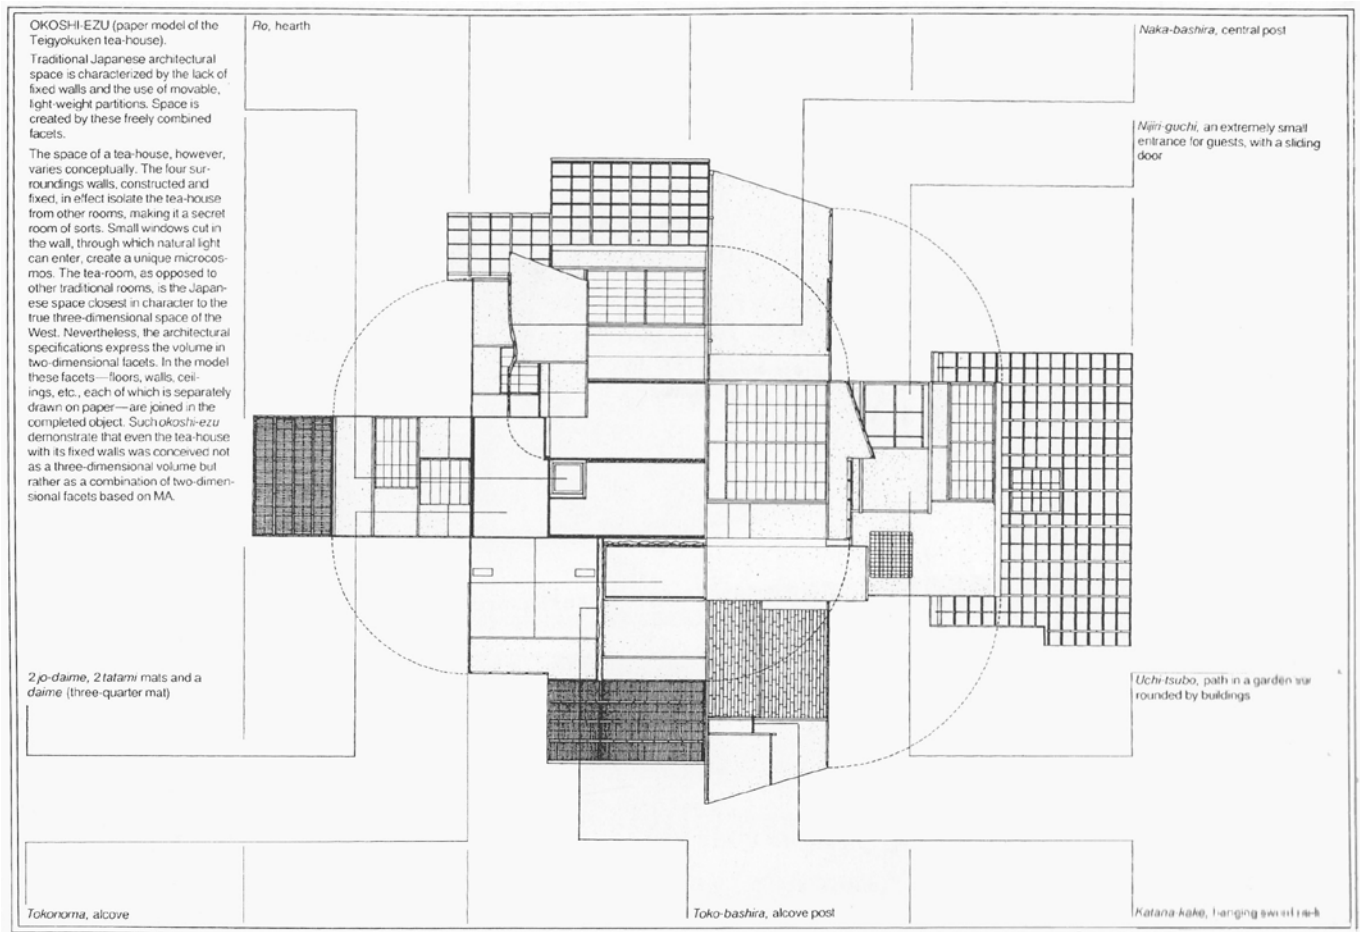 OKOSHI-EZU (paper model of the
Teigyokuken tea-house).
Traditional Japanese architectural
space is characterized by the lack of
fixed walls and the use of movable,
light-weight partitions. Space is
created by these freely combined
facets.
The space of a tea-house, however,
varies conceptually. The four sur-
roundings walls, constructed and
fixed, in effect isolate the tea-house
from other rooms, making it a secret
room of sorts. Small windows cut in
the wall, through which natural light
can enter, create a unique microcos-
mos. The tea-room, as opposed to
other traditional rooms, is the Japan-
ese space closest in character to the
true three-dimensional space of the
West. Nevertheless, the architectural
specifications express the volume in
two-dimensional facets. In the model
these facets—floors, walls, ceil-
ings, etc., each of which is separately
drawn on paper—are joined in the
completed object. Such okoshi-ezu
demonstrate that even the tea-house
with its fixed walls was conceived not
as a three-dimensional volume but
rather as a combination of two-dimen-
sional facets based on MA.
Ro, hearth
Naka-bashira, central post
Nijiri-guchi, an extremely small
entrance for guests, with a sliding
door
2 jo-daime, 2 tatami mats and a
daime (three-quarter mat)
Uchi-tsubo, path in a garden sur
rounded by buildings
Tokonoma, alcove
Toko-bashira, alcove post
Katana-kake, hanging sword rack